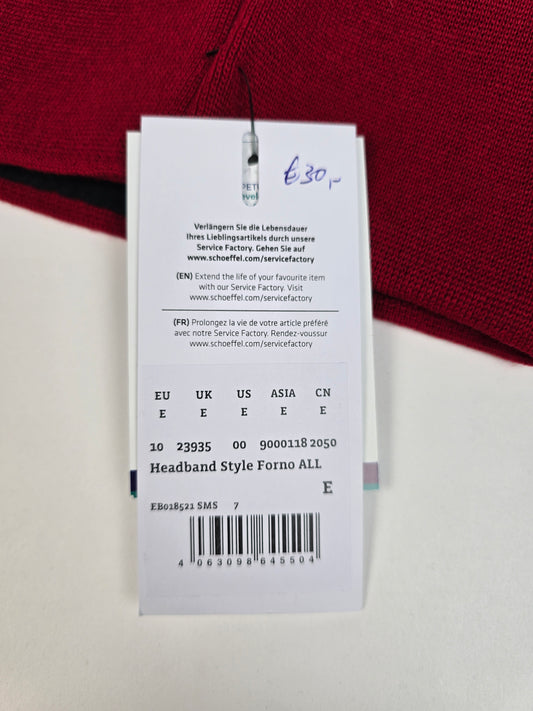 €30,-
Verlängern Sie die Lebensdauer
Ihres Lieblingsartikels durch unsere
Service Factory. Gehen Sie auf
www.schoeffel.com/servicefactory
(EN) Extend the life of your favourite item
with our Service Factory. Visit
www.schoeffel.com/servicefactory
(FR) Prolongez la vie de votre article préféré
avec notre Service Factory. Rendez-voussur
www.schoeffel.com/servicefactory
EU UK US ASIA CN
E E E E E
10 23935 00 9000118 2050
Headband Style Forno ALL
E
EB018521 SMS 7
4 063098 645504